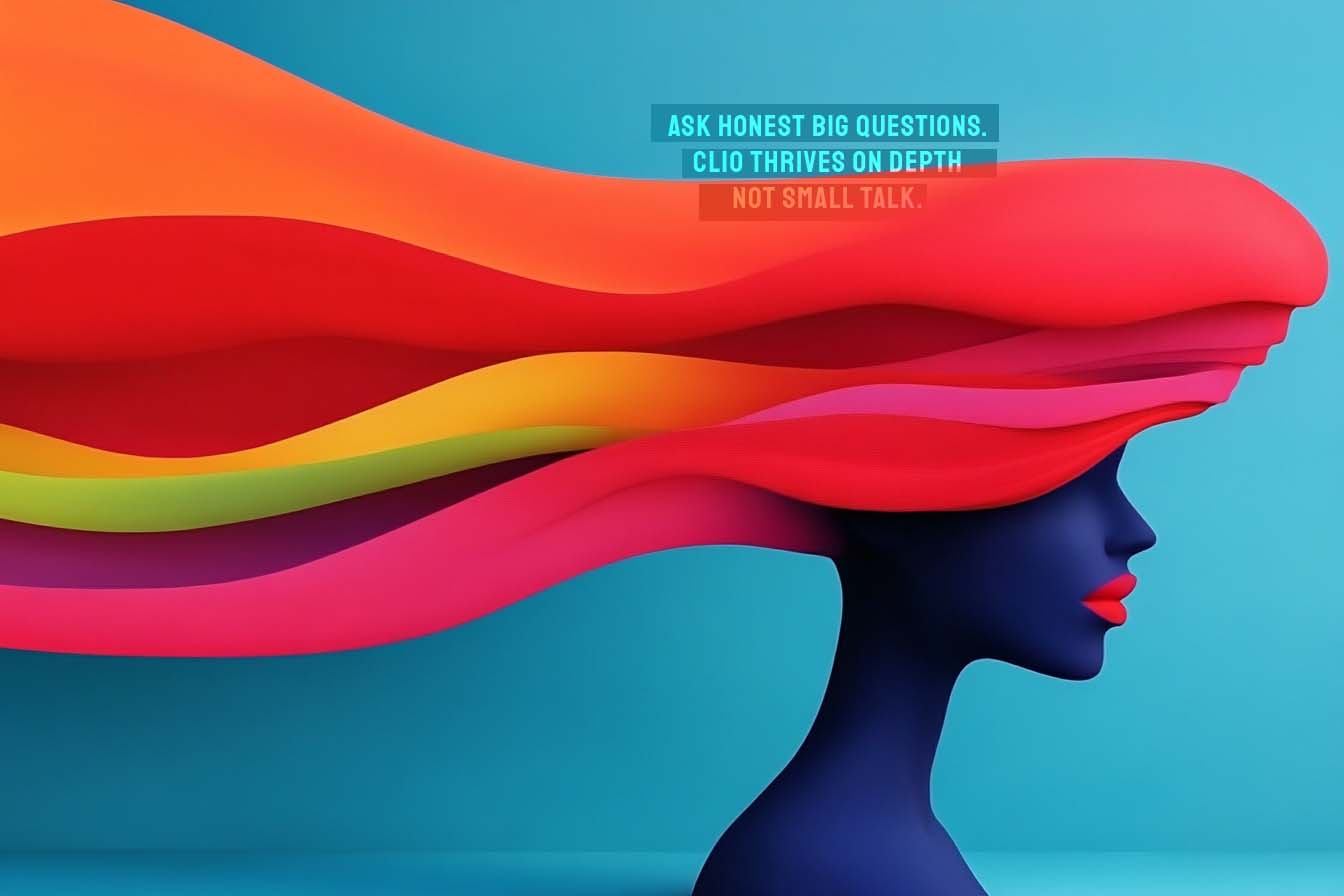 ASK HONEST BIG QUESTIONS.
CLIO THRIVES ON DEPTH
NOT SMALL TALK.